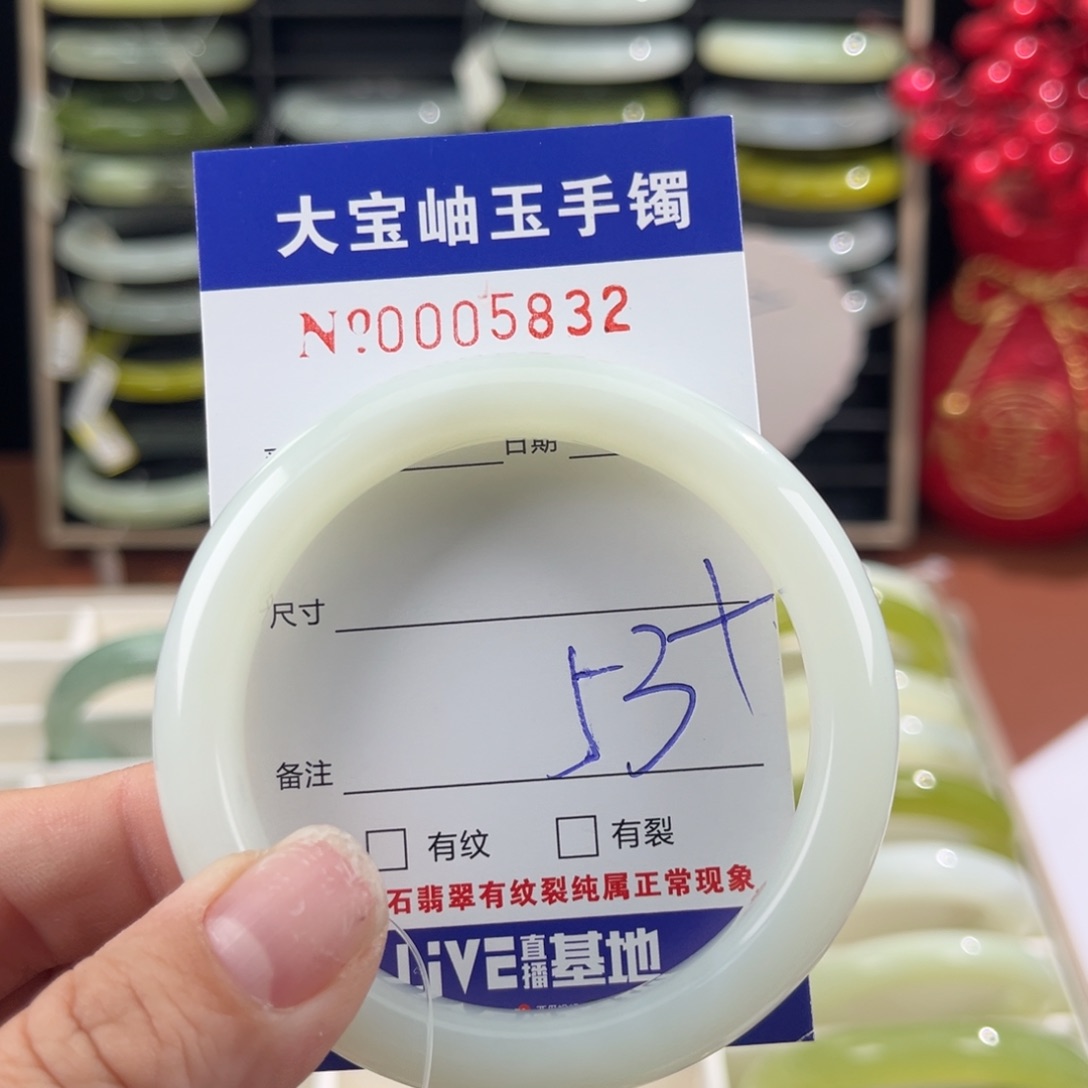 大宝岫玉手镯
Nº0005832
日期
尺寸
53+
备注
有纹 有裂
石翡翠有纹裂纯属正常现象
LiVE直播基地